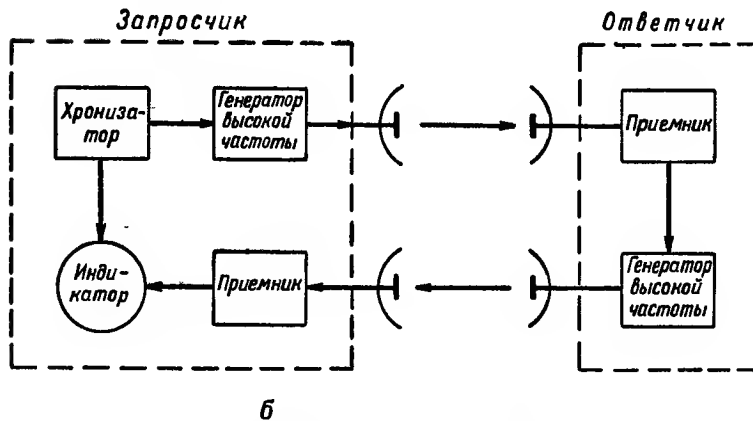 Запросчик
Ответчик
Хрониза-
тор
Генератор
высокой
частоты
Приемник
Инди-
катор
Приемник
Генератор
высокой
частоты
б